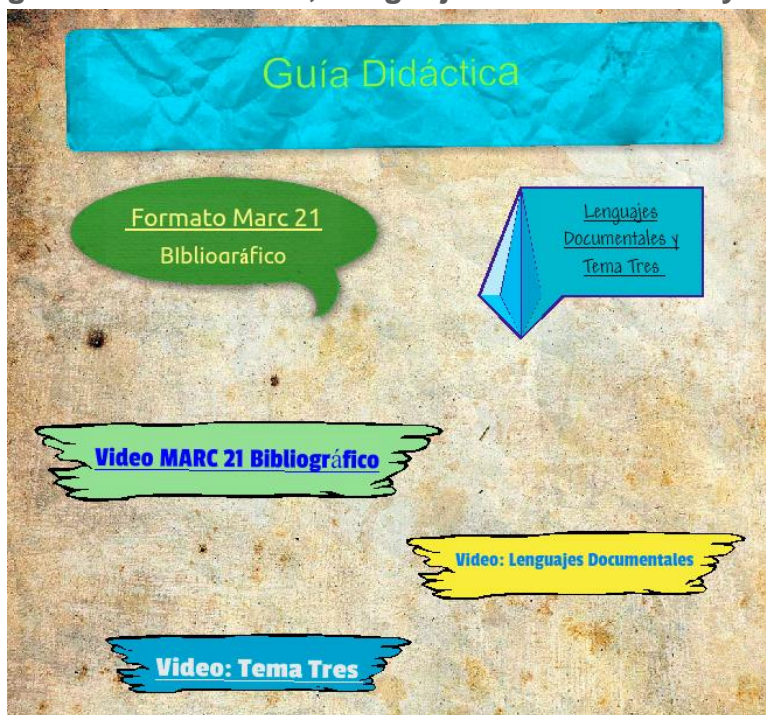 Guía Didáctica
Formato Marc 21
BIbliográfico
Lenguajes
Documentales y
Tema Tres
Video MARC 21 Bibliográfico
Video: Lenguajes Documentales
Video: Tema Tres